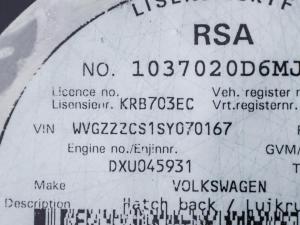 RSA
NO. 1037020D6MJ
Licence no. Veh. register n
Lisensienr. KRB703EC Vrt.registernr.
VIN WVGZZZCS1SY070167
Engine no./Enjinnr. GVM/
DXU045931
Make VOLKSWAGEN
Description Hatch back / Luikru